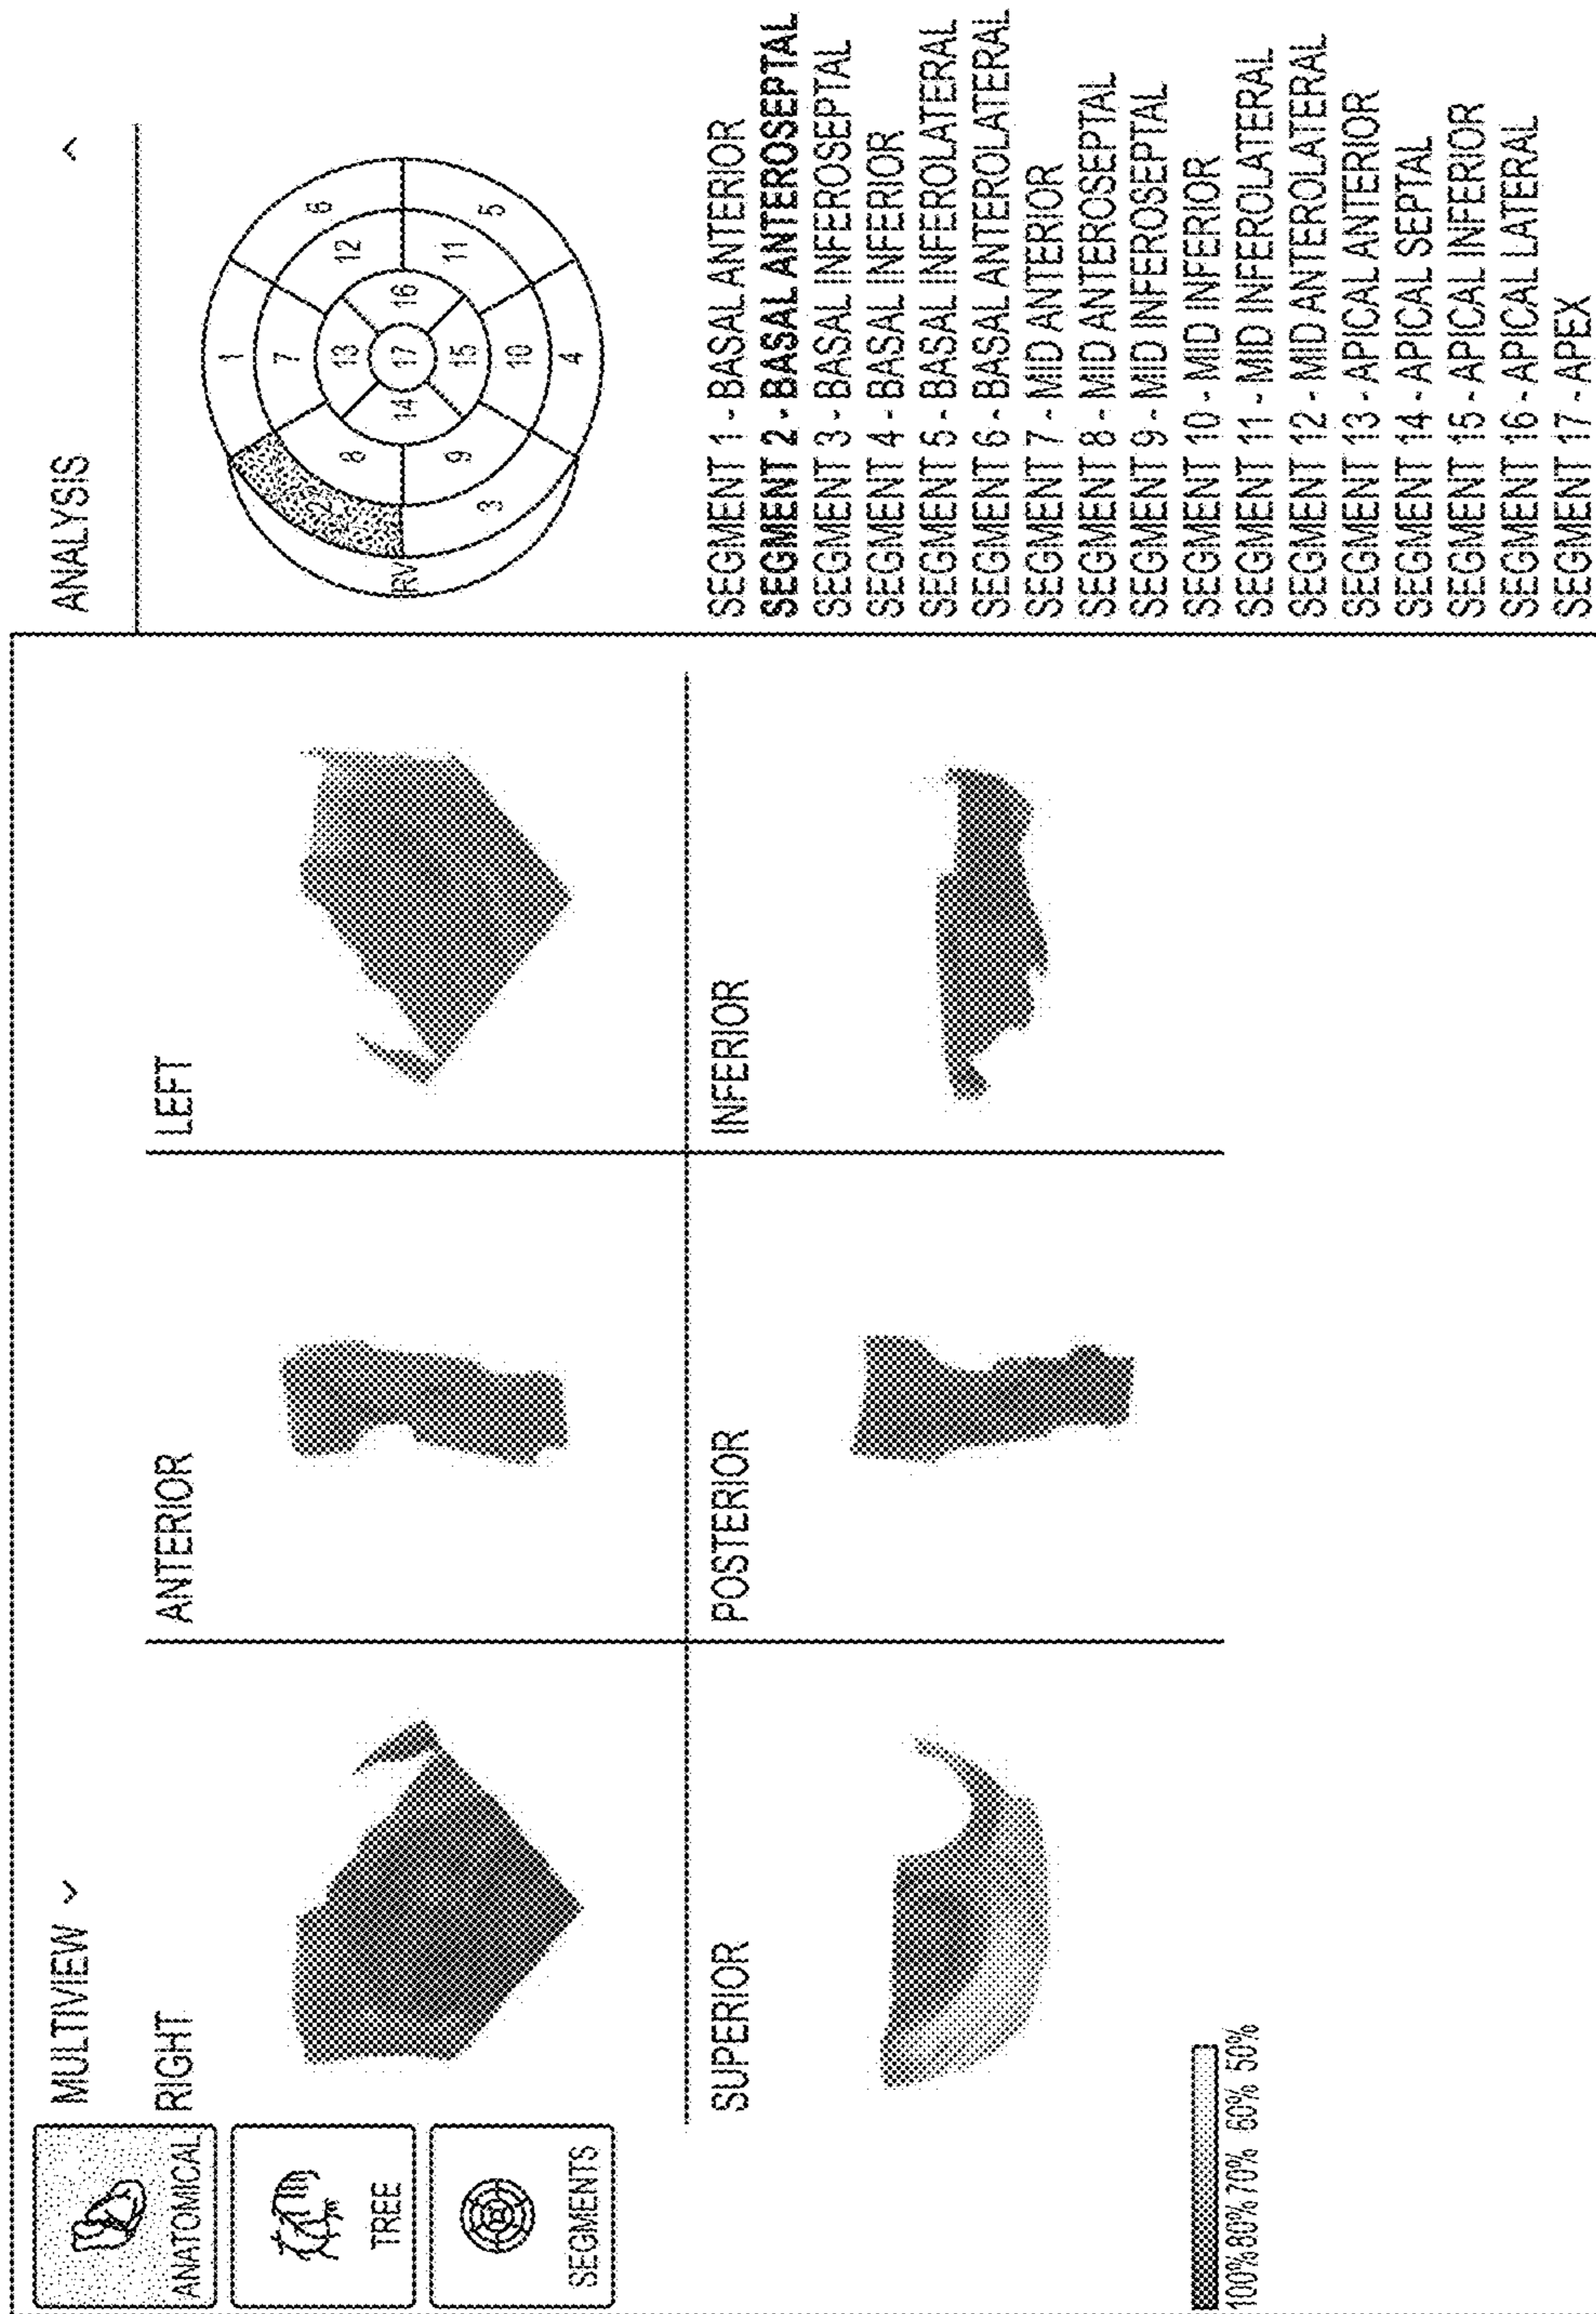 MULTIVIEW
ANALYSIS
ANATOMICAL
TREE
SEGMENTS
RIGHT
ANTERIOR
LEFT
SUPERIOR
POSTERIOR
INFERIOR
100% 80% 70% 60% 50%
1
6
7
12
2
8
13
16
14
17
RV
15
11
5
9
10
3
4
SEGMENT 1 - BASAL ANTERIOR
SEGMENT 2 - BASAL ANTEROSEPTAL
SEGMENT 3 - BASAL INFEROSEPTAL
SEGMENT 4 - BASAL INFERIOR
SEGMENT 5 - BASAL INFEROLATERAL
SEGMENT 6 - BASAL ANTEROLATERAL
SEGMENT 7 - MID ANTERIOR
SEGMENT 8 - MID ANTEROSEPTAL
SEGMENT 9 - MID INFEROSEPTAL
SEGMENT 10 - MID INFERIOR
SEGMENT 11 - MID INFEROLATERAL
SEGMENT 12 - MID ANTEROLATERAL
SEGMENT 13 - APICAL ANTERIOR
SEGMENT 14 - APICAL SEPTAL
SEGMENT 15 - APICAL INFERIOR
SEGMENT 16 - APICAL LATERAL
SEGMENT 17 - APEX